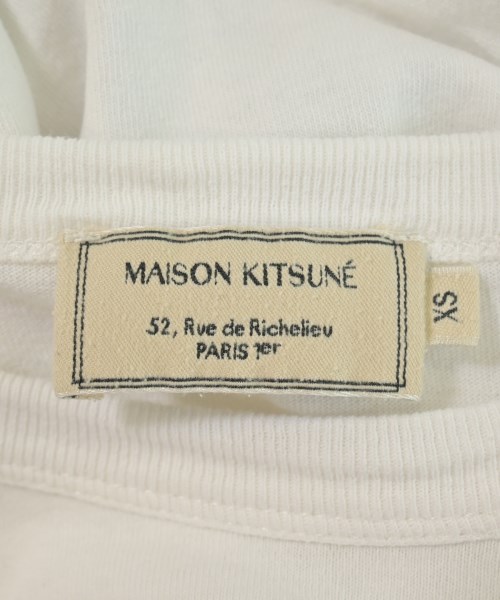 MAISON KITSUNÉ
52, Rue de Richelieu
PARIS 1er
XS